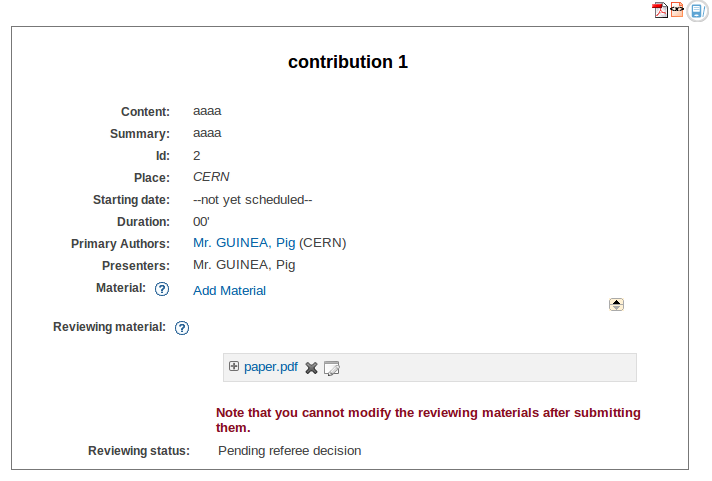 contribution 1
Content: aaaa
Summary: aaaa
Id: 2
Place: CERN
Starting date: --not yet scheduled--
Duration: 00'
Primary Authors: Mr. GUINEA, Pig (CERN)
Presenters: Mr. GUINEA, Pig
Material: ? Add Material
Reviewing material: ?
paper.pdf
Note that you cannot modify the reviewing materials after submitting
them.
Reviewing status: Pending referee decision